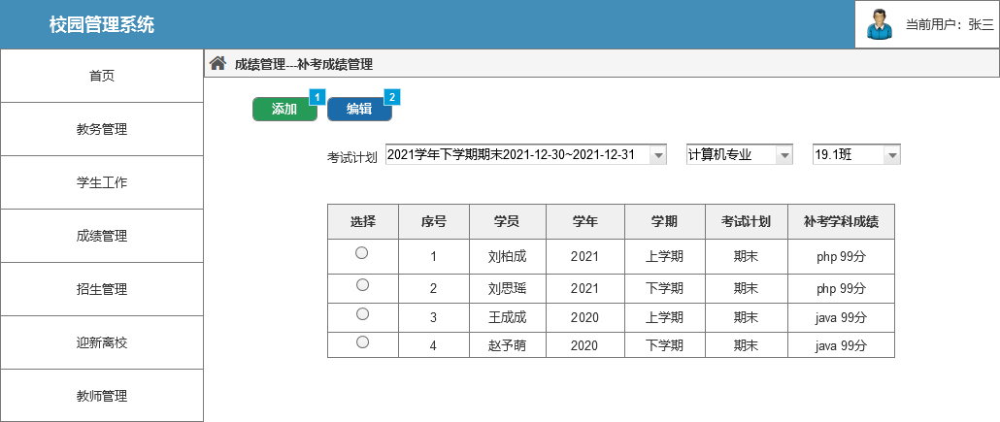 校园管理系统
当前用户：张三
首页
教务管理
学生工作
成绩管理
招生管理
迎新离校
教师管理
成绩管理---补考成绩管理
添加 1 编辑 2
考试计划 2021学年下学期期末2021-12-30~2021-12-31 计算机专业 19.1班
选择 序号 学员 学年 学期 考试计划 补考学科成绩
1 刘柏成 2021 上学期 期末 php 99分
2 刘思瑶 2021 下学期 期末 php 99分
3 王成成 2020 上学期 期末 java 99分
4 赵予萌 2020 下学期 期末 java 99分